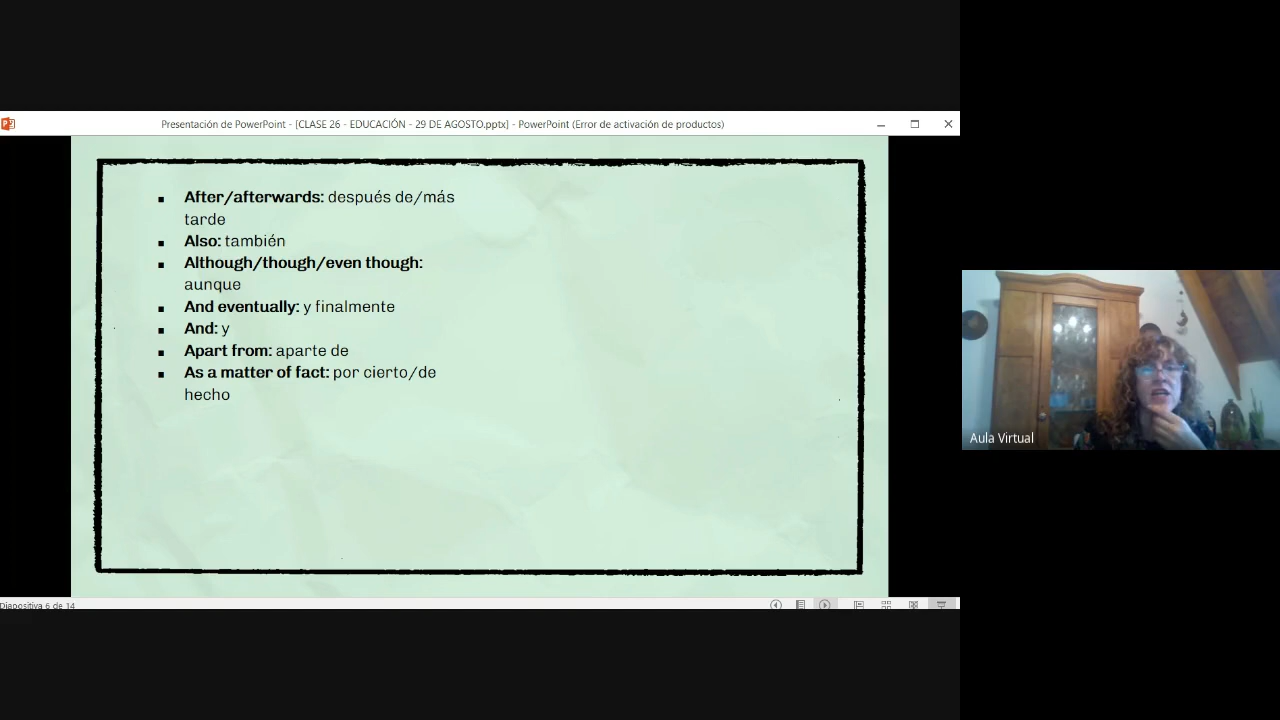 Presentación de PowerPoint - [CLASE 26 - EDUCACIÓN - 29 DE AGOSTO.pptx] - PowerPoint (Error de activación de productos)
After/afterwards: después de/más
tarde
Also: también
Although/though/even though:
aunque
And eventually: y finalmente
And: y
Apart from: aparte de
As a matter of fact: por cierto/de
hecho
Aula Virtual
Diapositiva 6 de 14